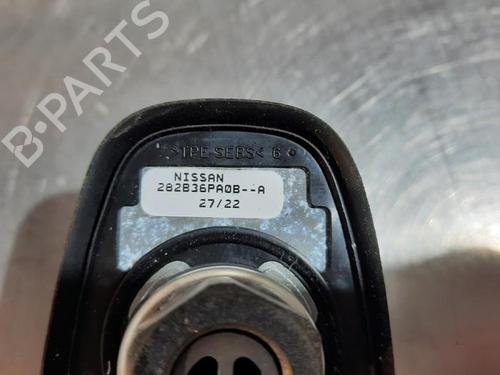 B-PARTS
>TPE-SEBS< 6
NISSAN
282B36PA0B--A
27/22